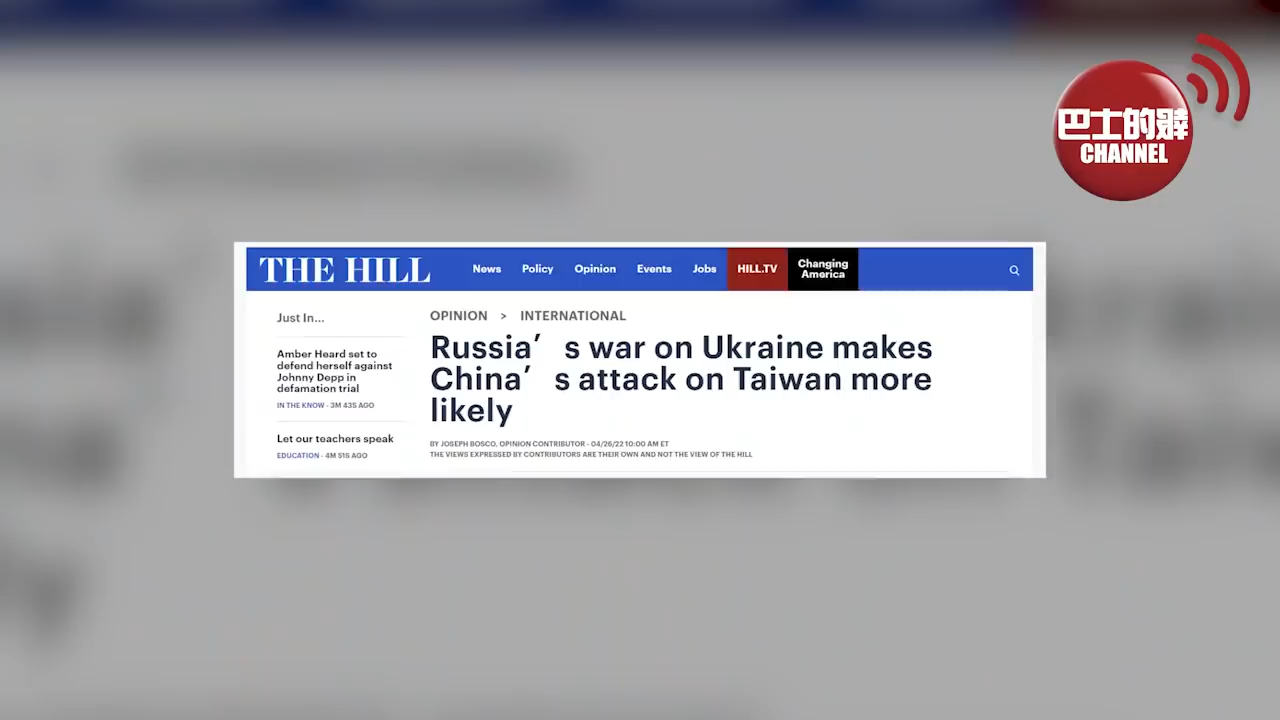 巴士的報
CHANNEL
THE HILL
News Policy Opinion Events Jobs HILL.TV Changing America
Just In...
Amber Heard set to
defend herself against
Johnny Depp in
defamation trial
IN THE KNOW - 3M 43S AGO
Let our teachers speak
EDUCATION - 4M 51S AGO
OPINION > INTERNATIONAL
Russia’s war on Ukraine makes
China’s attack on Taiwan more
likely
BY JOSEPH BOSCO, OPINION CONTRIBUTOR - 04/26/22 10:00 AM ET
THE VIEWS EXPRESSED BY CONTRIBUTORS ARE THEIR OWN AND NOT THE VIEW OF THE HILL